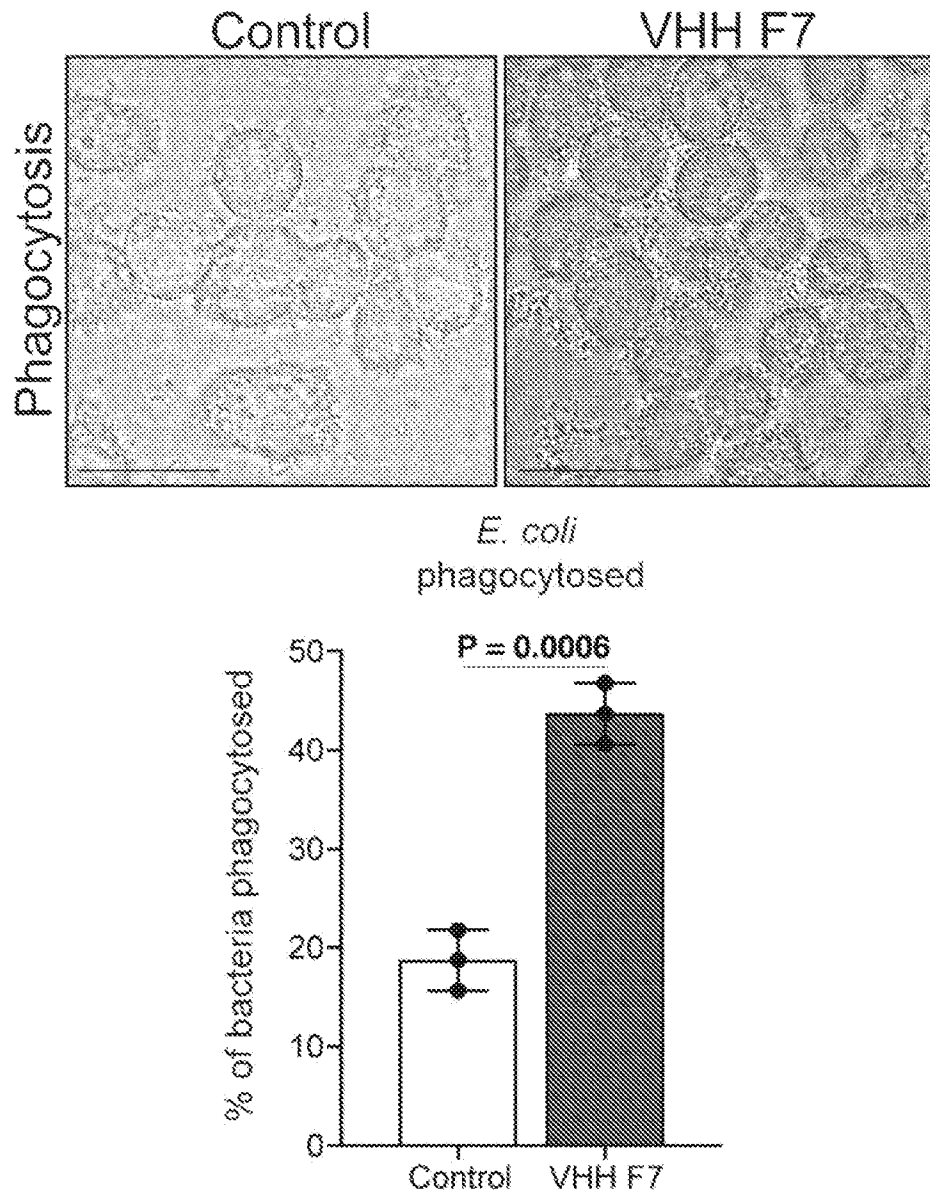 Control VHH F7
Phagocytosis
E. coli
phagocytosed
P = 0.0006
% of bacteria phagocytosed
50
40
30
20
10
0
Control VHH F7